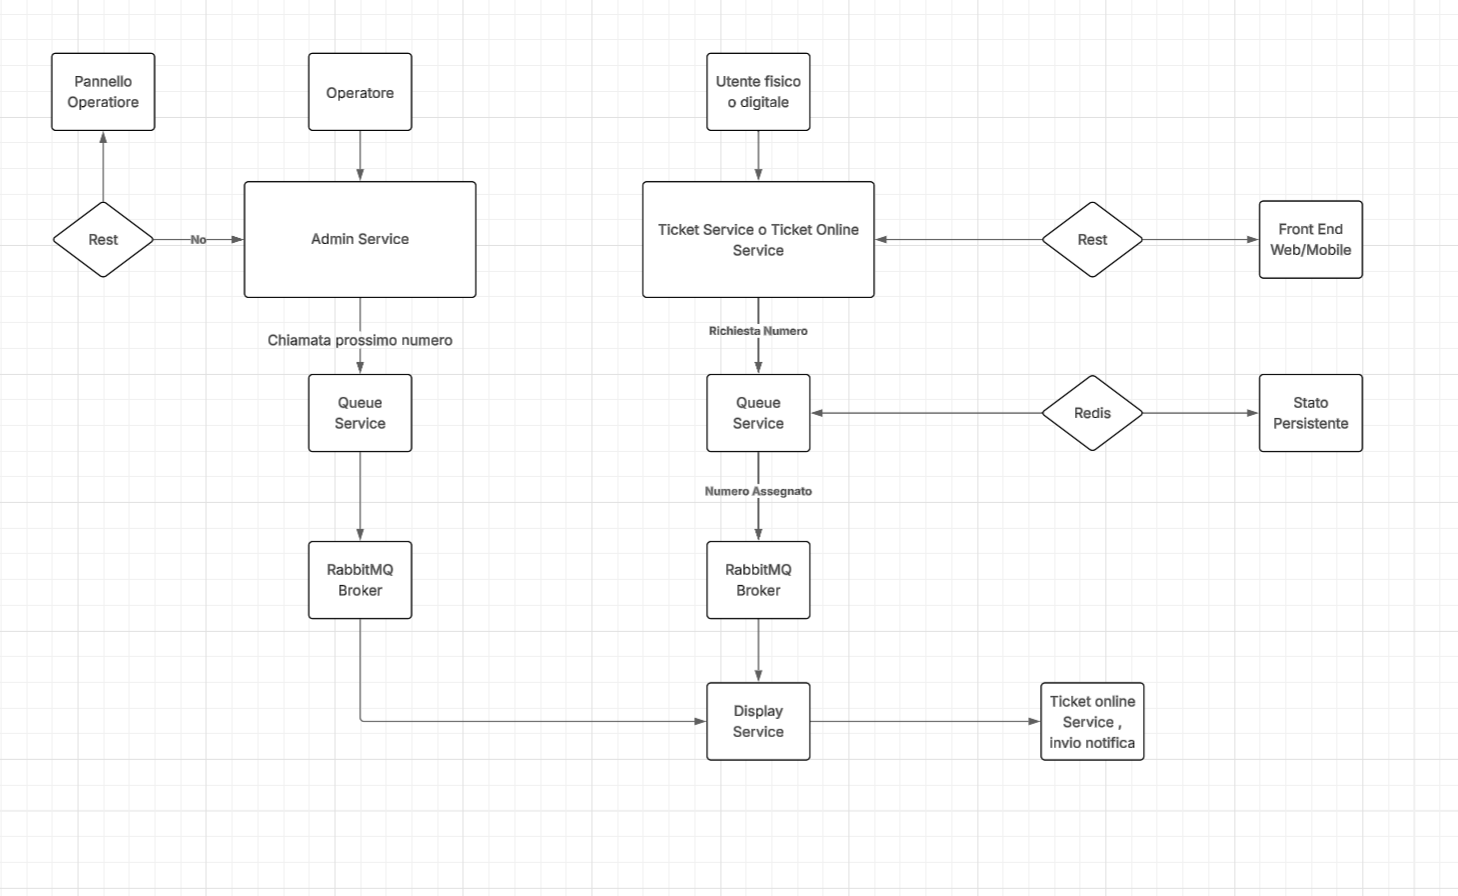 Pannello
Operatiore
Operatore
Utente fisico
o digitale
Rest
No
Admin Service
Ticket Service o Ticket Online
Service
Rest
Front End
Web/Mobile
Chiamata prossimo numero
Richiesta Numero
Queue
Service
Queue
Service
Redis
Stato
Persistente
Numero Assegnato
RabbitMQ
Broker
RabbitMQ
Broker
Display
Service
Ticket online
Service ,
invio notifica